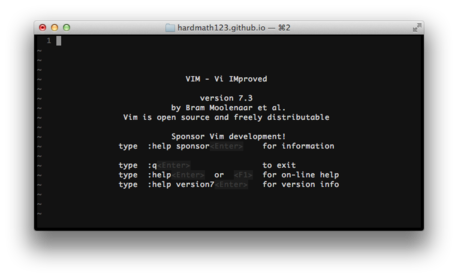 hardmath123.github.io — ⌘2
1
VIM - Vi IMproved
version 7.3
by Bram Moolenaar et al.
Vim is open source and freely distributable
Sponsor Vim development!
type  :help sponsor<Enter>    for information
type  :q<Enter>               to exit
type  :help<Enter>  or  <F1>  for on-line help
type  :help version7<Enter>   for version info